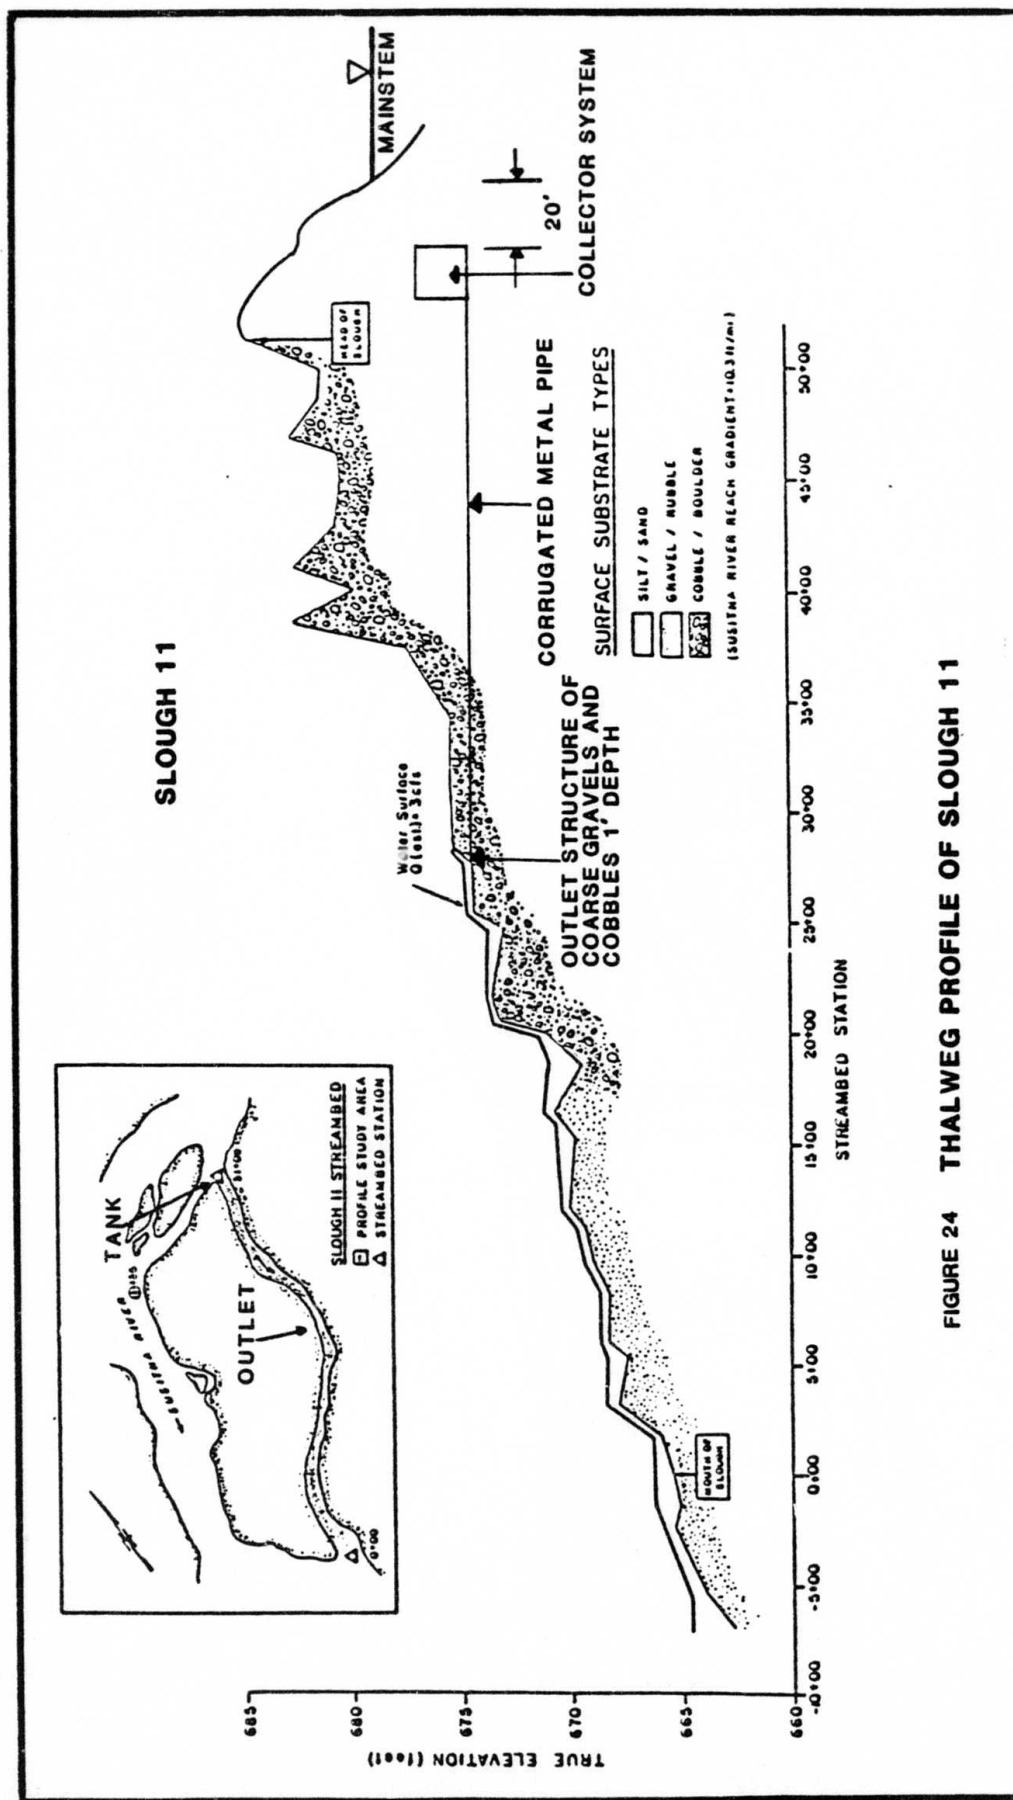 SLOUGH 11
MAINSTEM
HEAD OF
SLOUGH
20'
COLLECTOR SYSTEM
CORRUGATED METAL PIPE
Water Surface
OUTLET STRUCTURE OF
COARSE GRAVELS AND
COBBLES 1' DEPTH
SURFACE SUBSTRATE TYPES
SILT / SAND
GRAVEL / RUBBLE
COBBLE / BOULDER
(SUSITNA RIVER REACH GRADIENT
MOUTH OF
SLOUGH
TANK
SUSITNA RIVER
OUTLET
SLOUGH 11 STREAMBED
PROFILE STUDY AREA
STREAMBED STATION
0+00
TRUE ELEVATION (feet)
685
680
675
670
665
660
-10+00
-5+00
0+00
5+00
10+00
15+00
20+00
25+00
30+00
35+00
40+00
45+00
50+00
STREAMBED STATION
FIGURE 24 THALWEG PROFILE OF SLOUGH 11